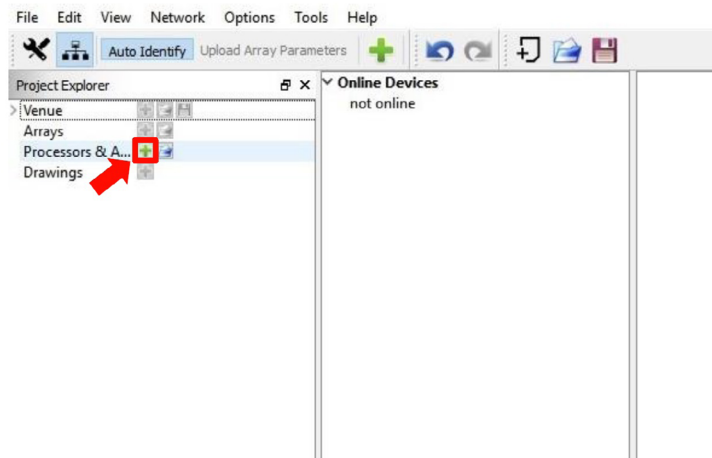 File Edit View Network Options Tools Help
Auto Identify Upload Array Parameters
Project Explorer
Venue
Arrays
Processors & A...
Drawings
Online Devices
not online